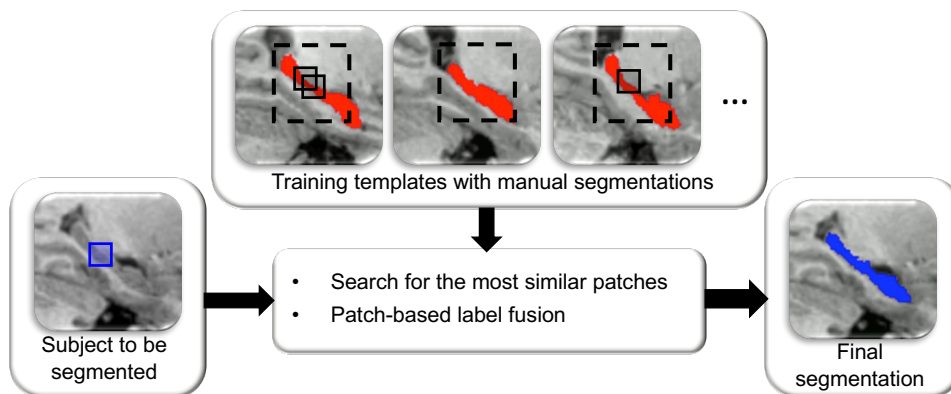 ...
Training templates with manual segmentations
• Search for the most similar patches
• Patch-based label fusion
Subject to be
segmented
Final
segmentation